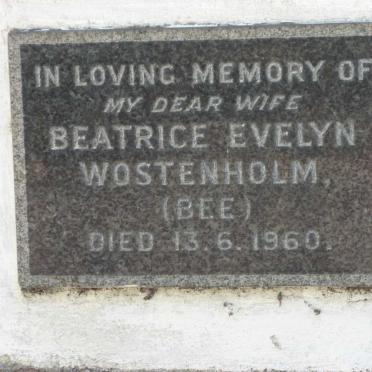 IN LOVING MEMORY OF
MY DEAR WIFE
BEATRICE EVELYN
WOSTENHOLM,
(BEE)
DIED 13.6.1960.